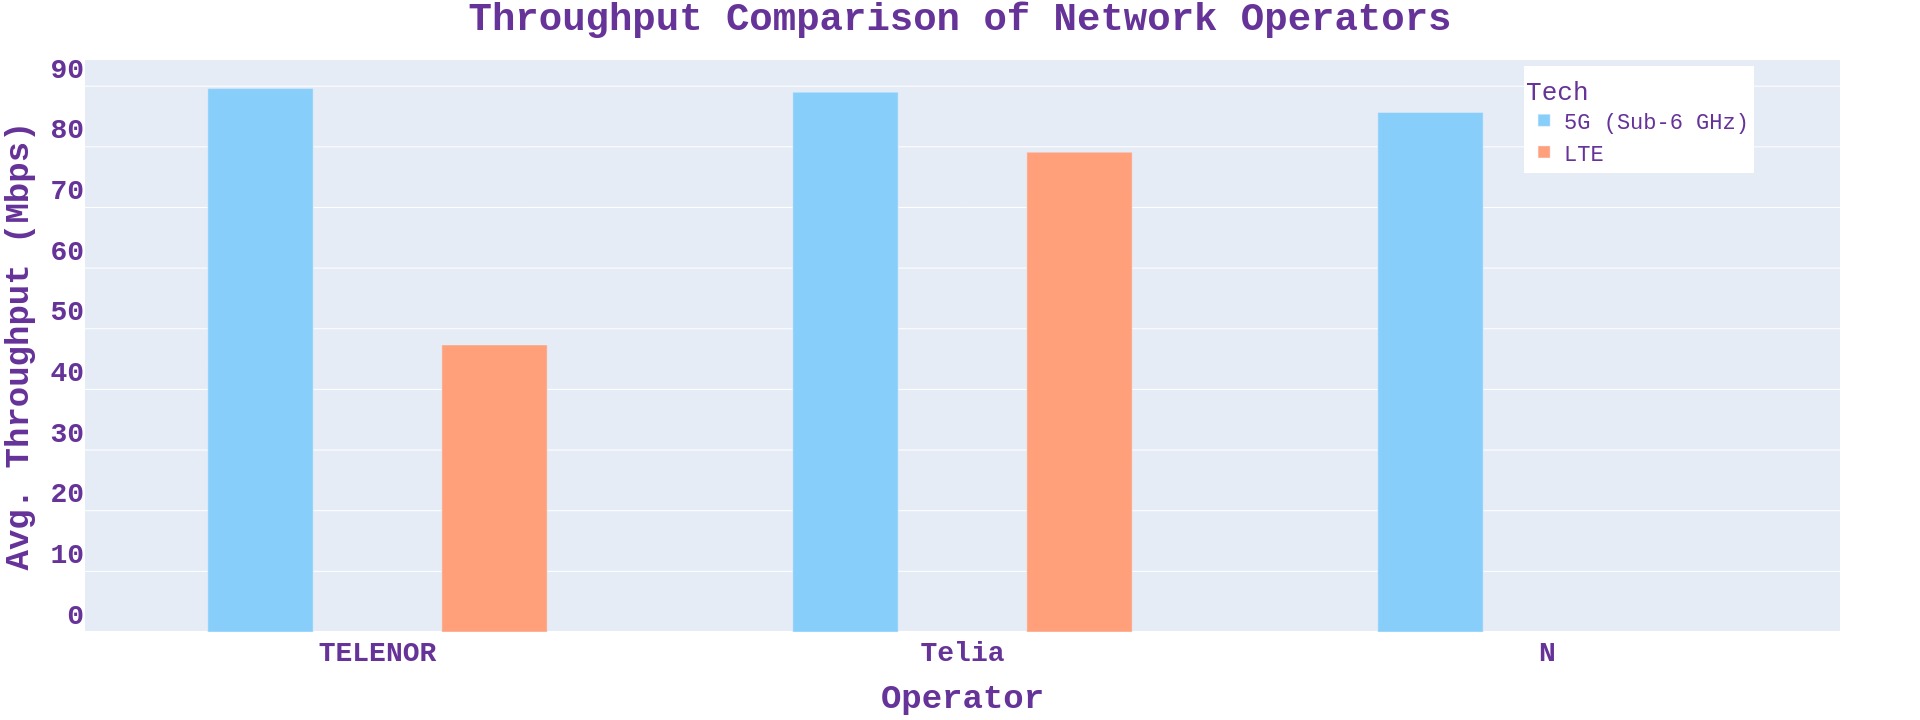 Throughput Comparison of Network Operators
Avg. Throughput (Mbps)
90
80
70
60
50
40
30
20
10
0
Tech
5G (Sub-6 GHz)
LTE
TELENOR
Telia
N
Operator